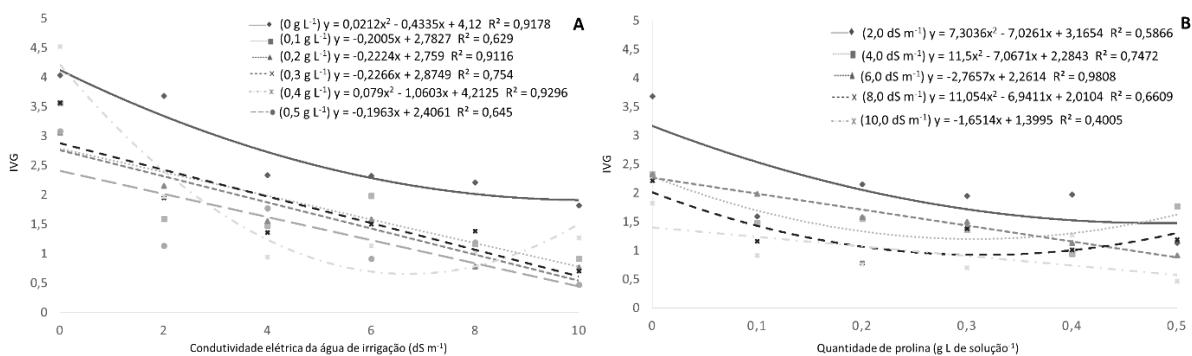 A
(0 g L⁻¹) y = 0,0212x² - 0,4335x + 4,12 R² = 0,9178
(0,1 g L⁻¹) y = -0,2005x + 2,7827 R² = 0,629
(0,2 g L⁻¹) y = -0,2224x + 2,759 R² = 0,9116
(0,3 g L⁻¹) y = -0,2266x + 2,8749 R² = 0,754
(0,4 g L⁻¹) y = 0,079x² - 1,0603x + 4,2125 R² = 0,9296
(0,5 g L⁻¹) y = -0,1963x + 2,4061 R² = 0,645
IVG
5
4,5
4
3,5
3
2,5
2
1,5
1
0,5
0
0 2 4 6 8 10
Condutividade elétrica da água de irrigação (dS m⁻¹)
B
(2,0 dS m⁻¹) y = 7,3036x² - 7,0261x + 3,1654 R² = 0,5866
(4,0 dS m⁻¹) y = 11,5x² - 7,0671x + 2,2843 R² = 0,7472
(6,0 dS m⁻¹) y = -2,7657x + 2,2614 R² = 0,9808
(8,0 dS m⁻¹) y = 11,054x² - 6,9411x + 2,0104 R² = 0,6609
(10,0 dS m⁻¹) y = -1,6514x + 1,3995 R² = 0,4005
IVG
5
4,5
4
3,5
3
2,5
2
1,5
1
0,5
0
0 0,1 0,2 0,3 0,4 0,5
Quantidade de prolina (g L de solução ¹)